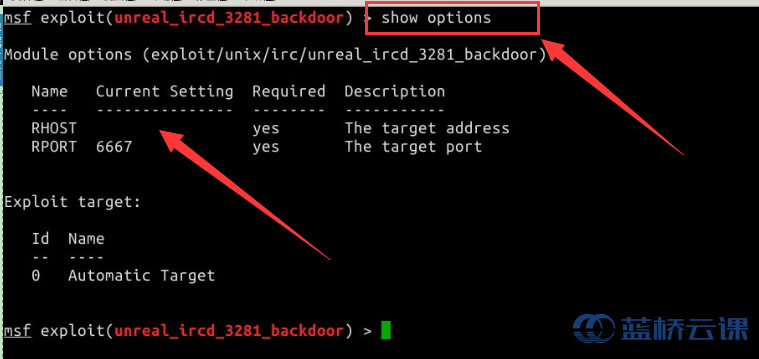 msf exploit(unreal_ircd_3281_backdoor) > show options
Module options (exploit/unix/irc/unreal_ircd_3281_backdoor)
Name Current Setting Required Description
---- --------------- -------- -----------
RHOST yes The target address
RPORT 6667 yes The target port
Exploit target:
Id Name
-- ----
0 Automatic Target
msf exploit(unreal_ircd_3281_backdoor) >
蓝桥云课